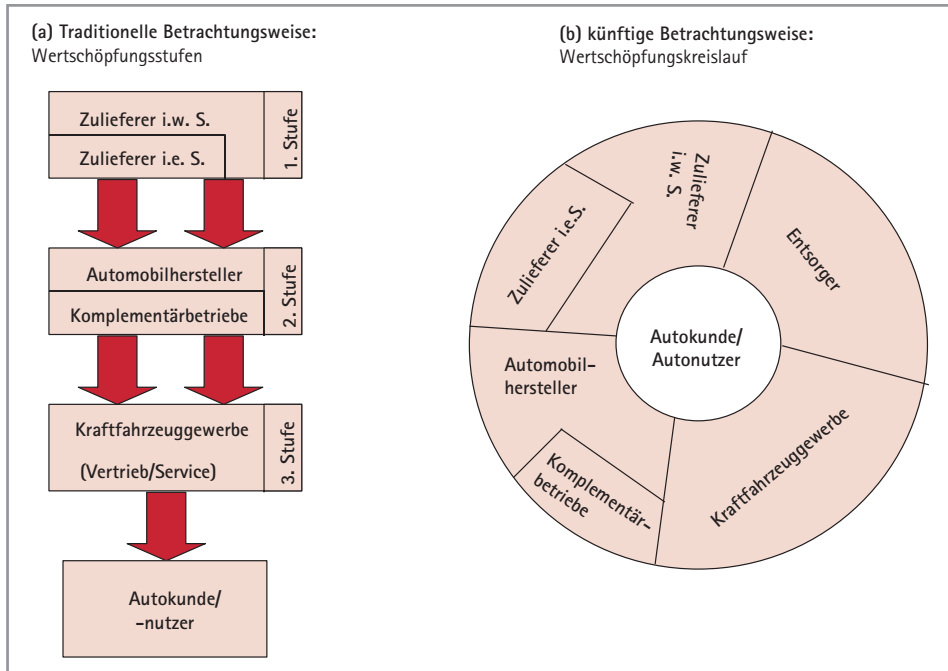 (a) Traditionelle Betrachtungsweise:
Wertschöpfungsstufen
Zulieferer i.w. S.
Zulieferer i.e. S.
1. Stufe
Automobilhersteller
Komplementärbetriebe
2. Stufe
Kraftfahrzeuggewerbe
(Vertrieb/Service)
3. Stufe
Autokunde/
-nutzer
(b) künftige Betrachtungsweise:
Wertschöpfungskreislauf
Zulieferer
i.w. S.
Entsorger
Zulieferer i.e.S.
Autokunde/
Autonutzer
Automobil-
hersteller
Komplementär-
betriebe
Kraftfahrzeuggewerbe